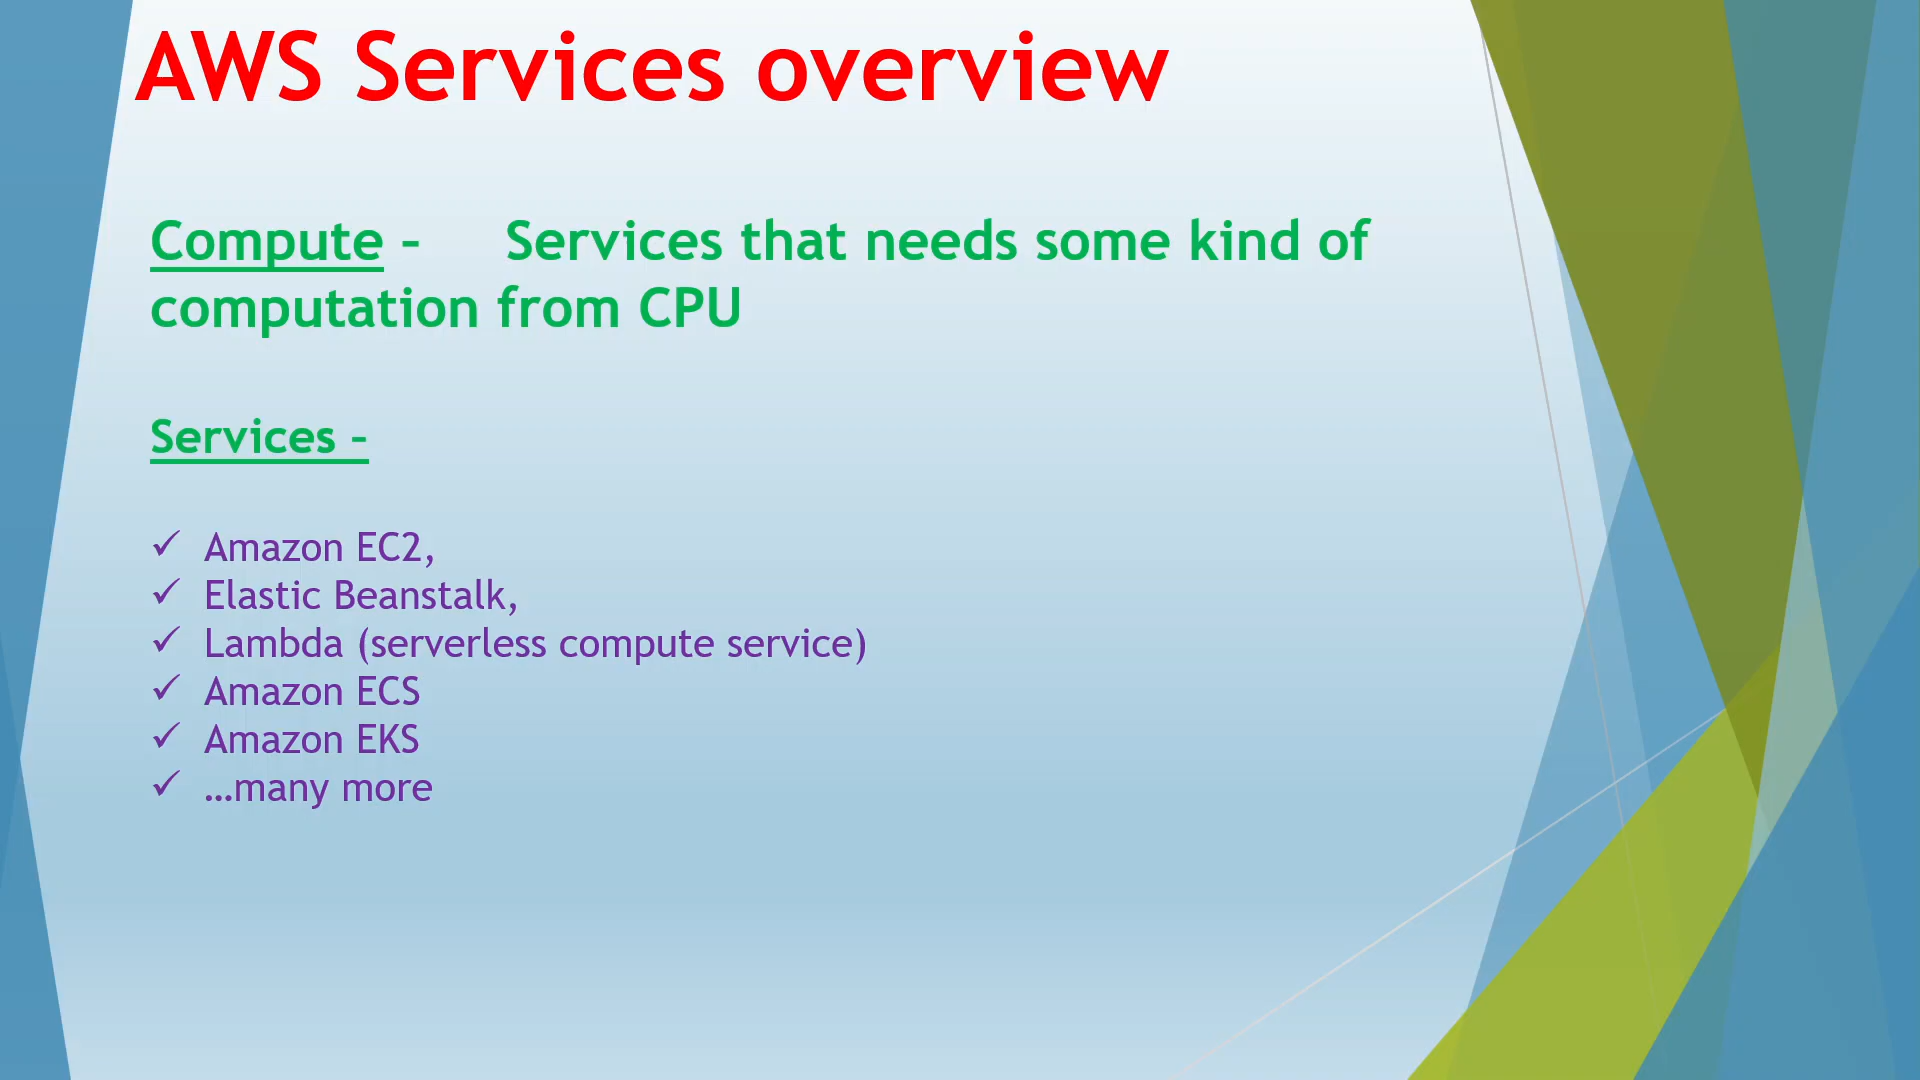 AWS Services overview
Compute – Services that needs some kind of
computation from CPU
Services –
✓ Amazon EC2,
✓ Elastic Beanstalk,
✓ Lambda (serverless compute service)
✓ Amazon ECS
✓ Amazon EKS
✓ …many more